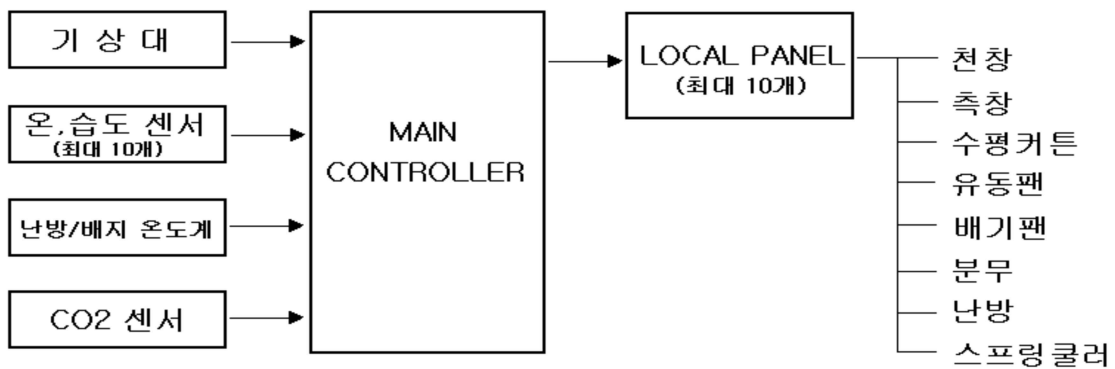 기 상 대
온,습도 센서
(최대 10개)
난방/배지 온도계
CO2 센서
MAIN
CONTROLLER
LOCAL PANEL
(최대 10개)
천창
측창
수평커튼
유동팬
배기팬
분무
난방
스프링쿨러